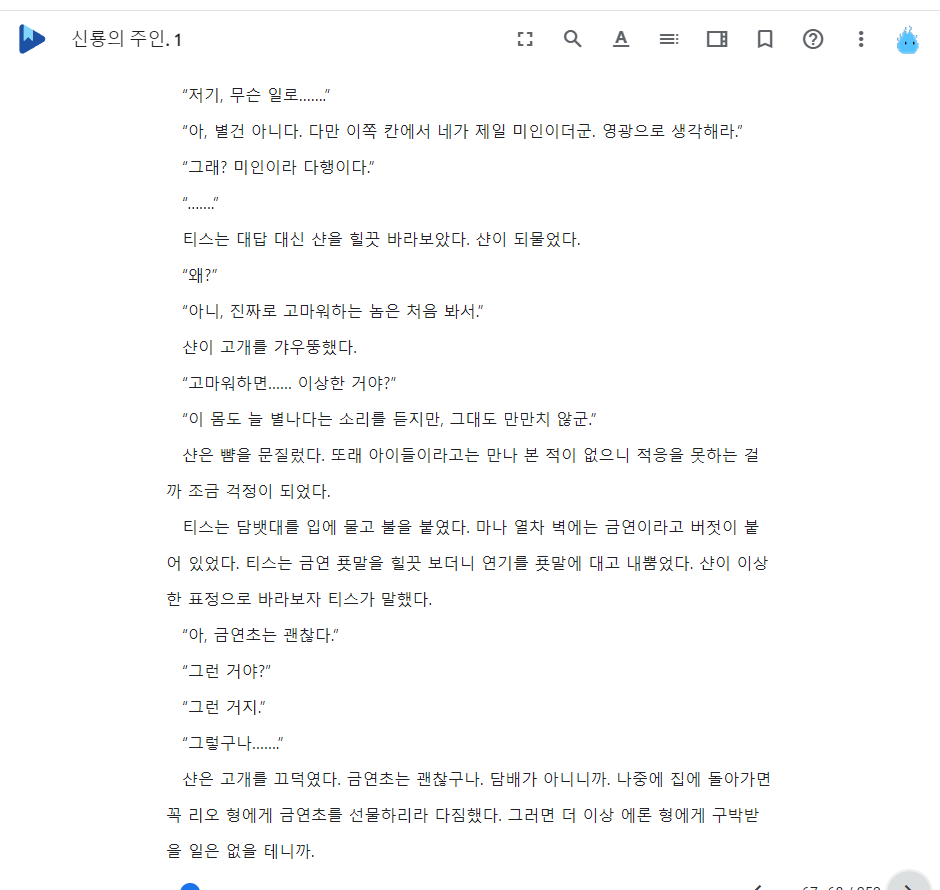 신룡의 주인. 1
“저기, 무슨 일로…….”
“아, 별건 아니다. 다만 이쪽 칸에서 네가 제일 미인이더군. 영광으로 생각해라.”
“그래? 미인이라 다행이다.”
“…….”
티스는 대답 대신 샨을 힐끗 바라보았다. 샨이 되물었다.
“왜?”
“아니, 진짜로 고마워하는 놈은 처음 봐서.”
샨이 고개를 갸우뚱했다.
“고마워하면…… 이상한 거야?”
“이 몸도 늘 별나다는 소리를 듣지만, 그대도 만만치 않군.”
샨은 뺨을 문질렀다. 또래 아이들이라고는 만나 본 적이 없으니 적응을 못하는 걸
까 조금 걱정이 되었다.
티스는 담뱃대를 입에 물고 불을 붙였다. 마나 열차 벽에는 금연이라고 버젓이 붙
어 있었다. 티스는 금연 푯말을 힐끗 보더니 연기를 푯말에 대고 내뿜었다. 샨이 이상
한 표정으로 바라보자 티스가 말했다.
“아, 금연초는 괜찮다.”
“그런 거야?”
“그런 거지.”
“그렇구나…….”
샨은 고개를 끄덕였다. 금연초는 괜찮구나. 담배가 아니니까. 나중에 집에 돌아가면
꼭 리오 형에게 금연초를 선물하리라 다짐했다. 그러면 더 이상 에론 형에게 구박받
을 일은 없을 테니까.